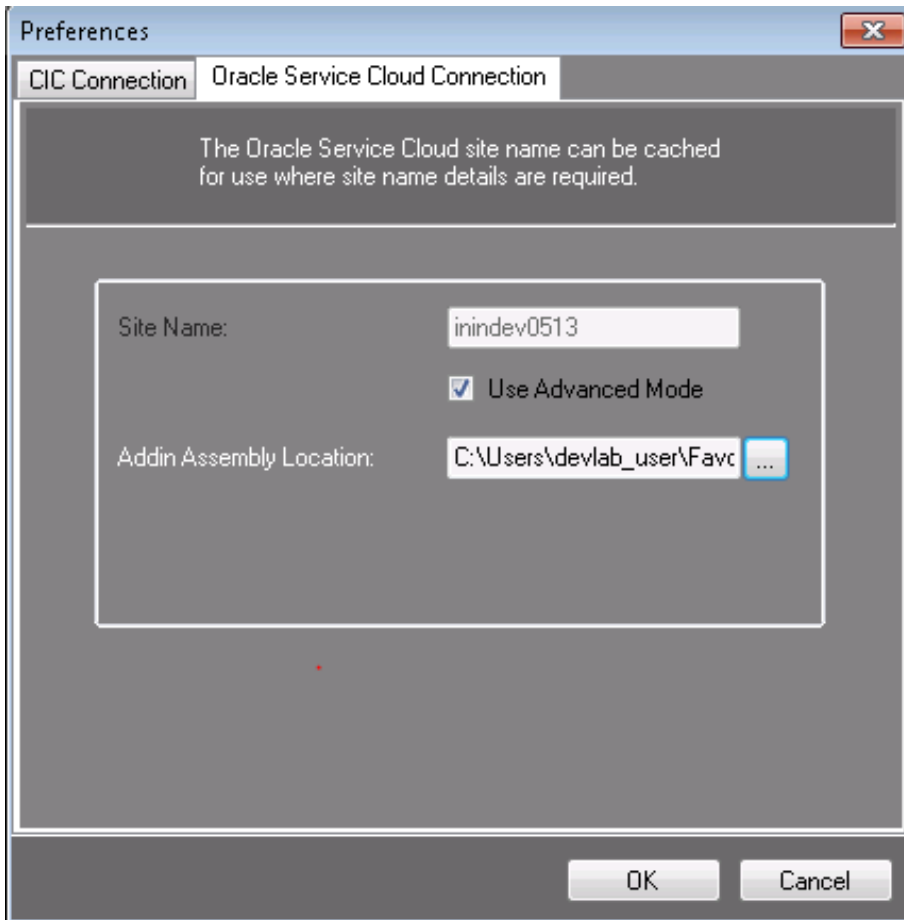 Preferences
CIC Connection
Oracle Service Cloud Connection
The Oracle Service Cloud site name can be cached
for use where site name details are required.
Site Name:
inindev0513
Use Advanced Mode
Addin Assembly Location:
C:\Users\devlab_user\Favc
...
OK
Cancel